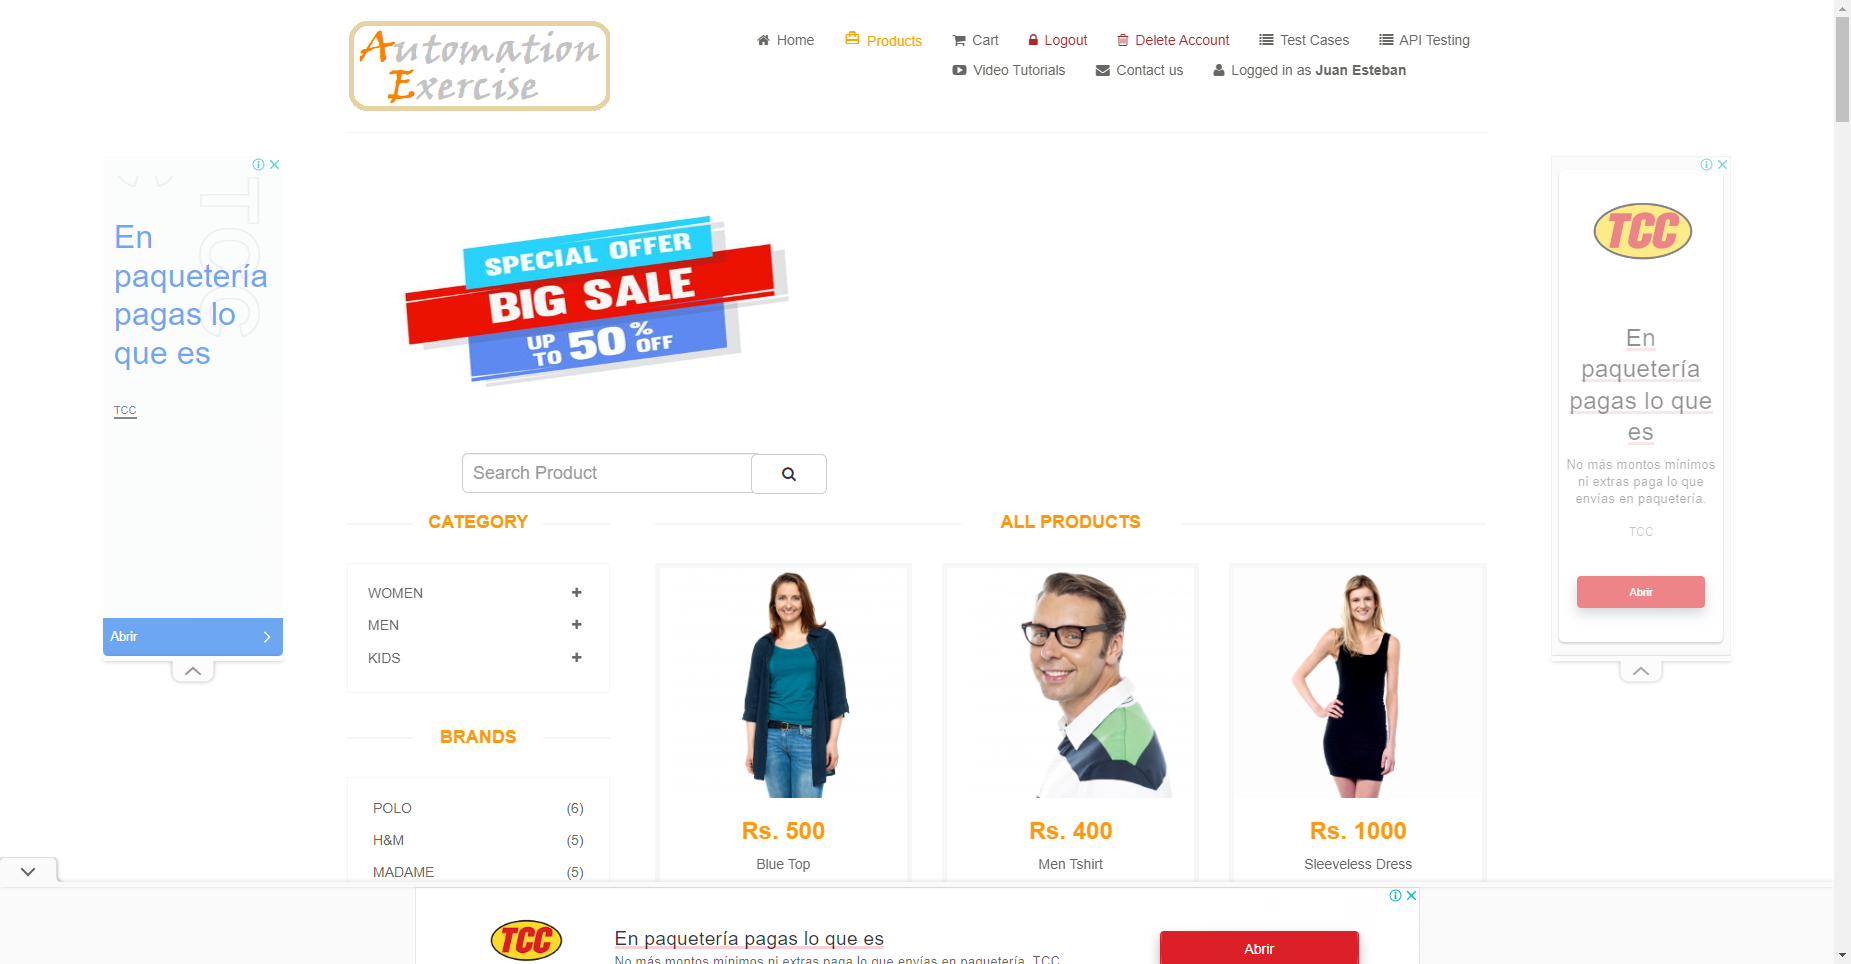 Automation
Exercise
Home
Products
Cart
Logout
Delete Account
Test Cases
API Testing
Video Tutorials
Contact us
Logged in as Juan Esteban
TCC
En
paquetería
pagas lo
que es
TCC
Abrir
SPECIAL OFFER
BIG SALE
UP TO 50% OFF
TCC
En
paquetería
pagas lo que
es
No más montos mínimos
ni extras paga lo que
envías en paquetería.
TCC
Abrir
Search Product
CATEGORY
WOMEN
MEN
KIDS
BRANDS
POLO (6)
H&M (5)
MADAME (5)
ALL PRODUCTS
Rs. 500
Blue Top
Rs. 400
Men Tshirt
Rs. 1000
Sleeveless Dress
TCC
En paquetería pagas lo que es
No más montos mínimos ni extras paga lo que envías en paquetería. TCC
Abrir